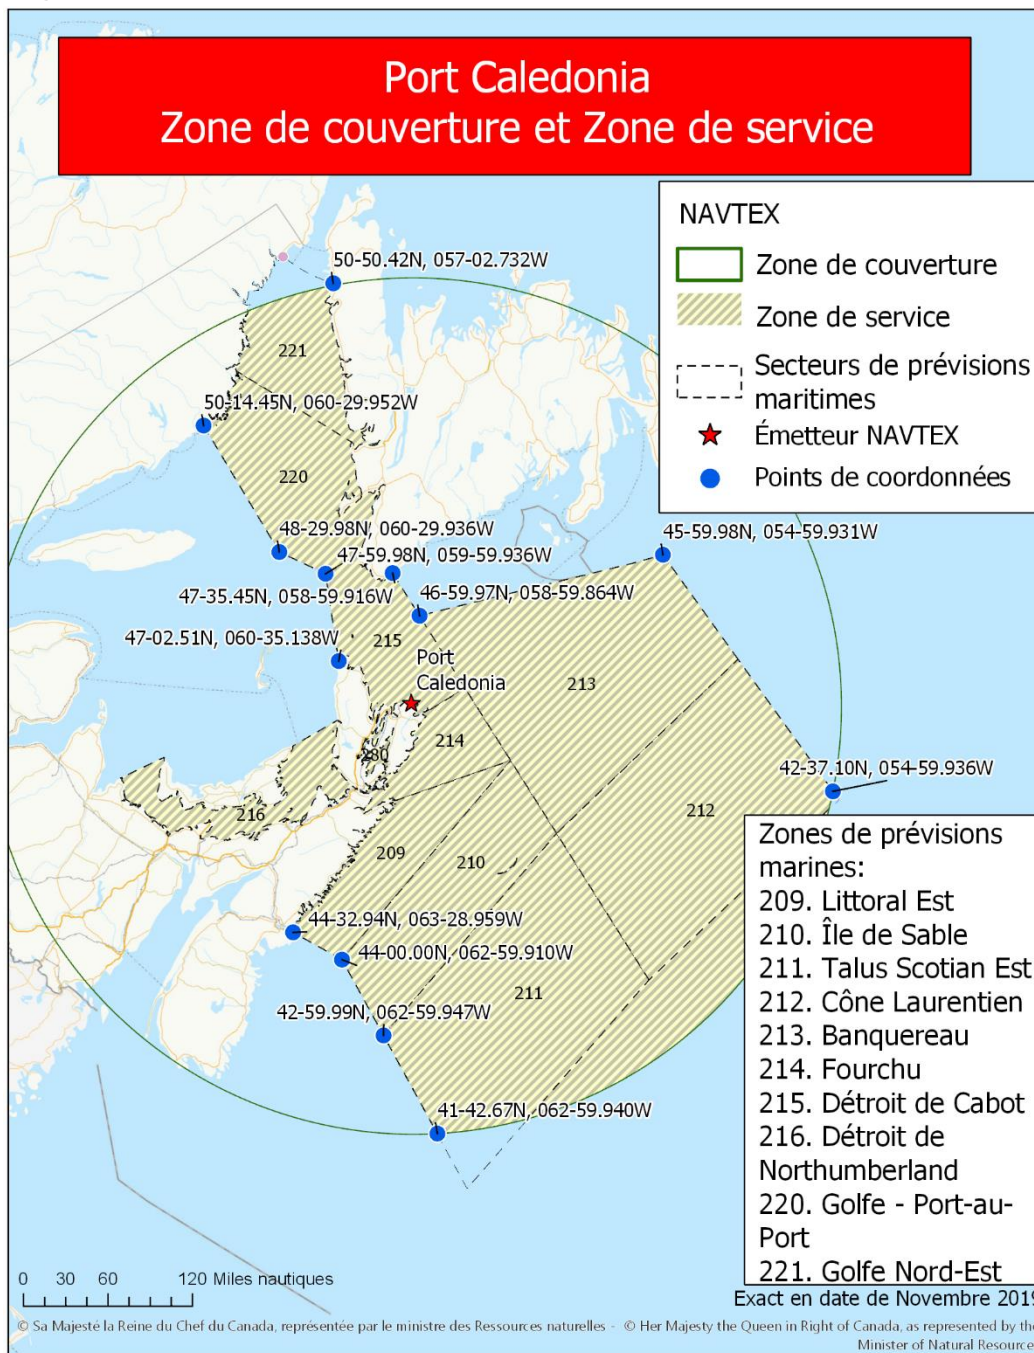 Port Caledonia
Zone de couverture et Zone de service
NAVTEX
Zone de couverture
Zone de service
Secteurs de prévisions
maritimes
Émetteur NAVTEX
Points de coordonnées
50-50.42N, 057-02.732W
221
50-14.45N, 060-29.952W
220
48-29.98N, 060-29.936W
47-59.98N, 059-59.936W
45-59.98N, 054-59.931W
47-35.45N, 058-59.916W
46-59.97N, 058-59.864W
47-02.51N, 060-35.138W
215
Port
Caledonia
213
214
280
42-37.10N, 054-59.936W
216
212
209
210
44-32.94N, 063-28.959W
44-00.00N, 062-59.910W
211
42-59.99N, 062-59.947W
41-42.67N, 062-59.940W
Zones de prévisions
marines:
209. Littoral Est
210. Île de Sable
211. Talus Scotian Est
212. Cône Laurentien
213. Banquereau
214. Fourchu
215. Détroit de Cabot
216. Détroit de
Northumberland
220. Golfe - Port-au-
Port
221. Golfe Nord-Est
0 30 60 120 Miles nautiques
Exact en date de Novembre 2019
© Sa Majesté la Reine du Chef du Canada, représentée par le ministre des Ressources naturelles - © Her Majesty the Queen in Right of Canada, as represented by the
Minister of Natural Resource